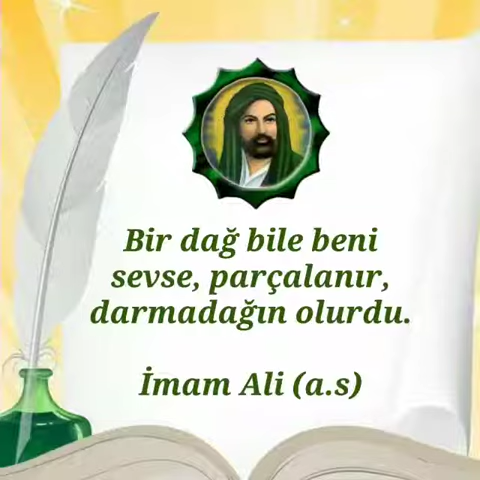 Bir dağ bile beni
sevse, parçalanır,
darmadağın olurdu.
İmam Ali (a.s)